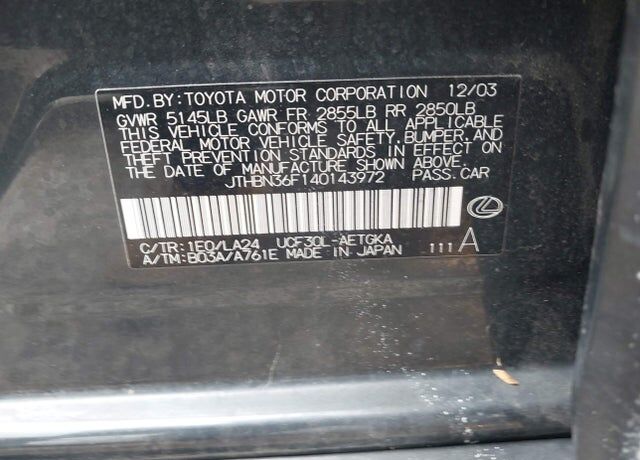 MFD. BY: TOYOTA MOTOR CORPORATION 12/03
GVWR 5145LB GAWR FR 2855LB RR 2850LB
THIS VEHICLE CONFORMS TO ALL APPLICABLE
FEDERAL MOTOR VEHICLE SAFETY, BUMPER, AND
THEFT PREVENTION STANDARDS IN EFFECT ON
THE DATE OF MANUFACTURE SHOWN ABOVE.
JTHBN36F140143972 PASS. CAR
C/TR: 1E0/LA24 UCF30L-AETGKA
A/TM: B03A/A761E MADE IN JAPAN 111 A